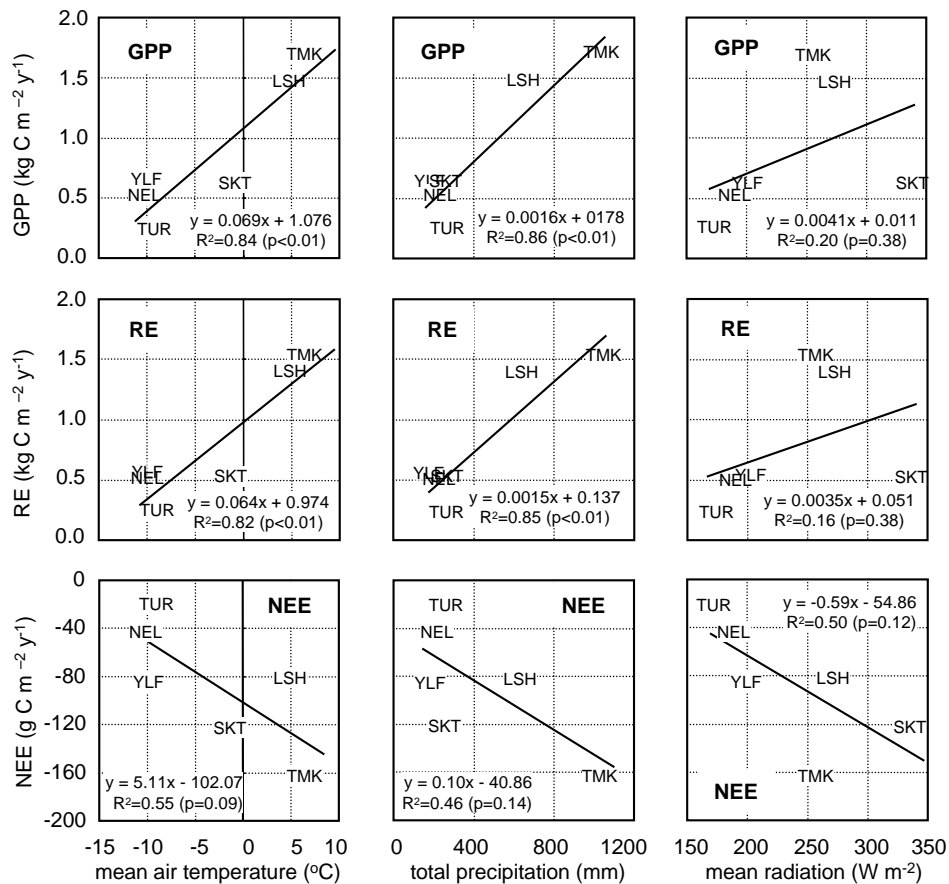 2.0
1.5
1.0
0.5
0.0
GPP (kg C m⁻² y⁻¹)
GPP
TMK
LSH
YLF
NEL
SKT
TUR
y = 0.069x + 1.076
R²=0.84 (p<0.01)
GPP
TMK
LSH
YLF
SKT
NEL
TUR
y = 0.0016x + 0178
R²=0.86 (p<0.01)
GPP
TMK
LSH
YLF
NEL
SKT
TUR
y = 0.0041x + 0.011
R²=0.20 (p=0.38)
2.0
1.5
1.0
0.5
0.0
RE (kg C m⁻² y⁻¹)
RE
TMK
LSH
YLF
NEL
SKT
TUR
y = 0.064x + 0.974
R²=0.82 (p<0.01)
RE
TMK
LSH
YLF
SKT
NEL
TUR
y = 0.0015x + 0.137
R²=0.85 (p<0.01)
RE
TMK
LSH
YLF
NEL
SKT
TUR
y = 0.0035x + 0.051
R²=0.16 (p=0.38)
0
-40
-80
-120
-160
-200
NEE (g C m⁻² y⁻¹)
TUR
NEE
NEL
YLF
LSH
SKT
TMK
y = 5.11x - 102.07
R²=0.55 (p=0.09)
-15
-10
-5
0
5
10
mean air temperature (°C)
TUR
NEE
NEL
YLF
LSH
SKT
TMK
y = 0.10x - 40.86
R²=0.46 (p=0.14)
0
400
800
1200
total precipitation (mm)
TUR
y = -0.59x - 54.86
R²=0.50 (p=0.12)
NEL
YLF
LSH
SKT
TMK
NEE
150
200
250
300
350
mean radiation (W m⁻²)